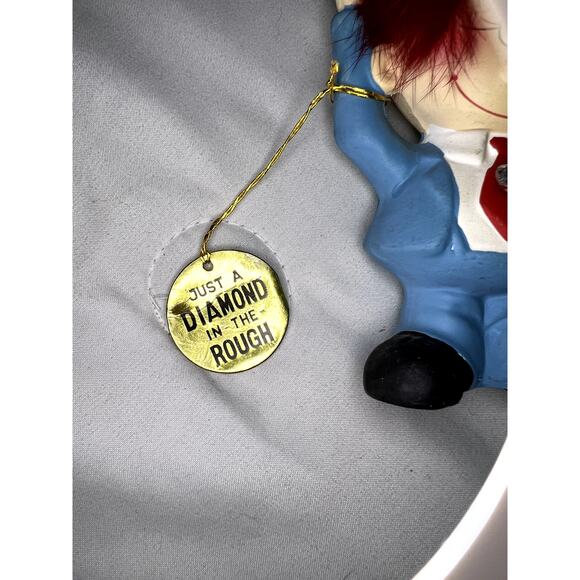 JUST A
DIAMOND
IN-THE-
ROUGH